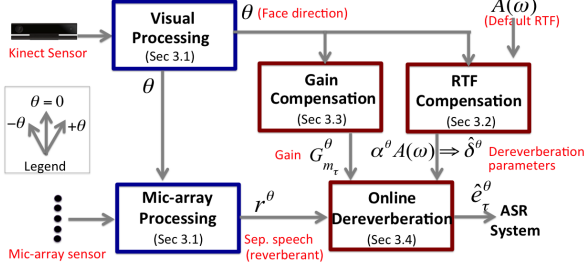 Kinect Sensor
Visual
Processing
(Sec 3.1)
θ (Face direction)
A(ω)
(Default RTF)
θ
Gain
Compensation
(Sec 3.3)
RTF
Compensation
(Sec 3.2)
θ = 0
−θ
+θ
Legend
Gain
G^θ_{m_τ}
α^θ A(ω) ⇒ δ̂^θ
Dereverberation
parameters
Mic-array sensor
Mic-array
Processing
(Sec 3.1)
r^θ
Sep. speech
(reverberant)
Online
Dereverberation
(Sec 3.4)
ê^θ_τ
ASR
System